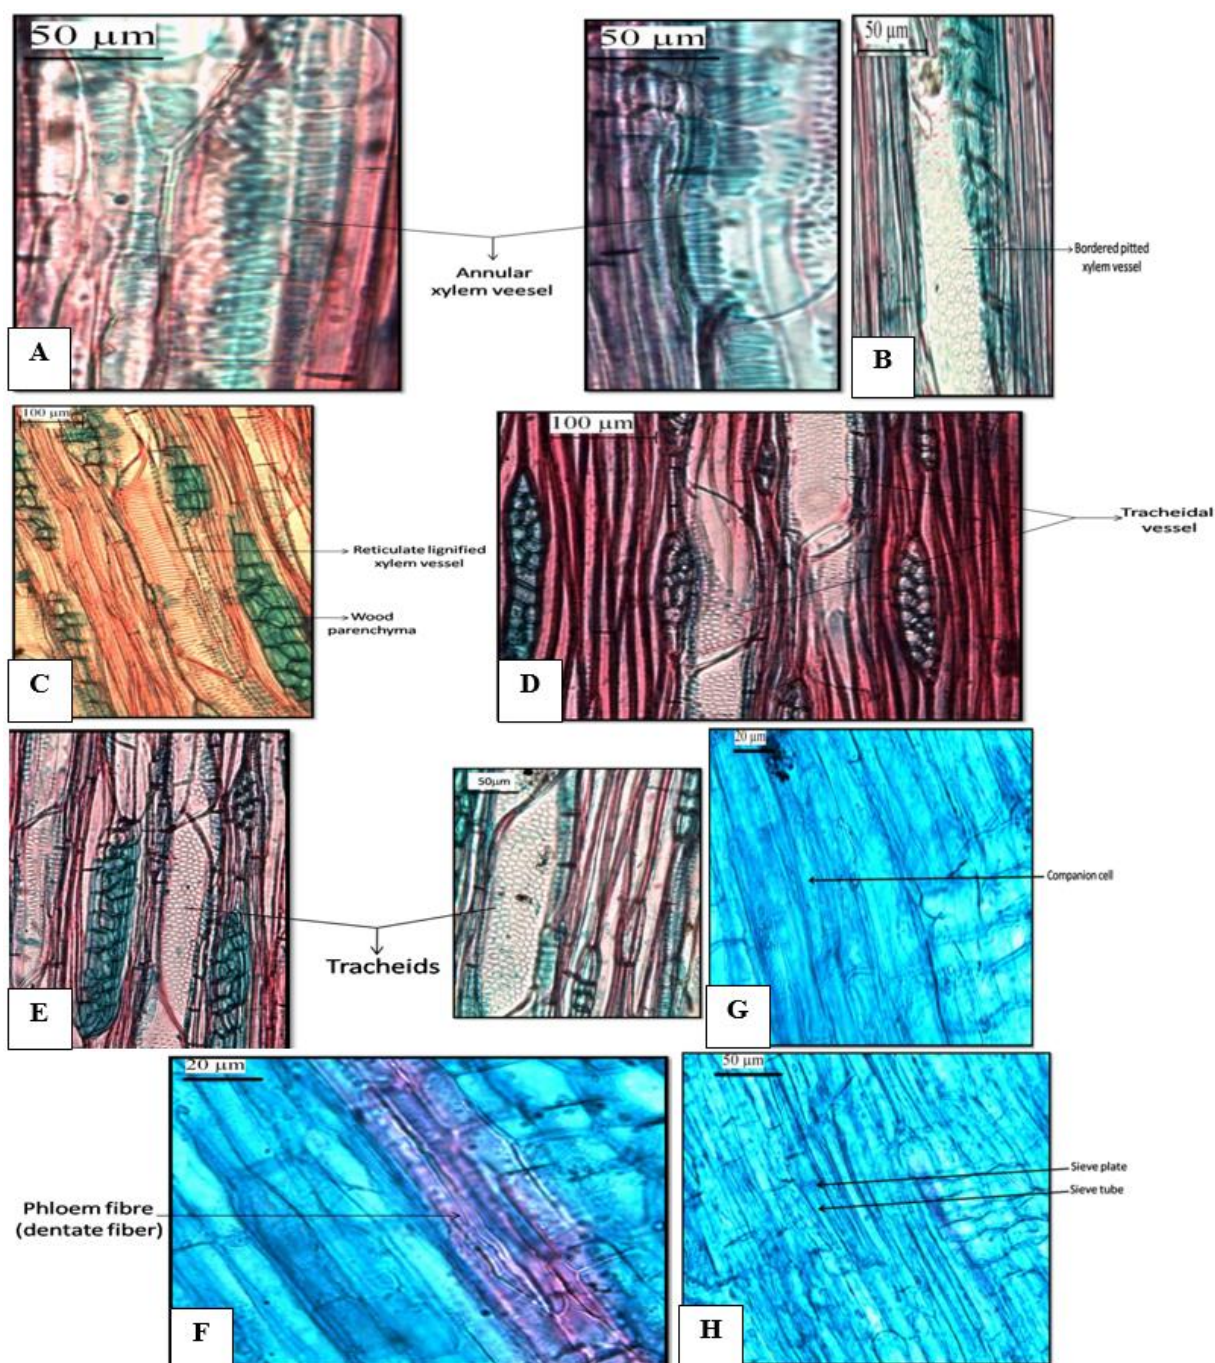 50 µm
50 µm
50 µm
Annular
xylem veesel
Bordered pitted
xylem vessel
A
B
100 µm
100 µm
Reticulate lignified
xylem vessel
Wood
parenchyma
Tracheidal
vessel
C
D
50µm
20 µm
Companion cell
Tracheids
E
G
20 µm
50 µm
Sieve plate
Sieve tube
Phloem fibre
(dentate fiber)
F
H